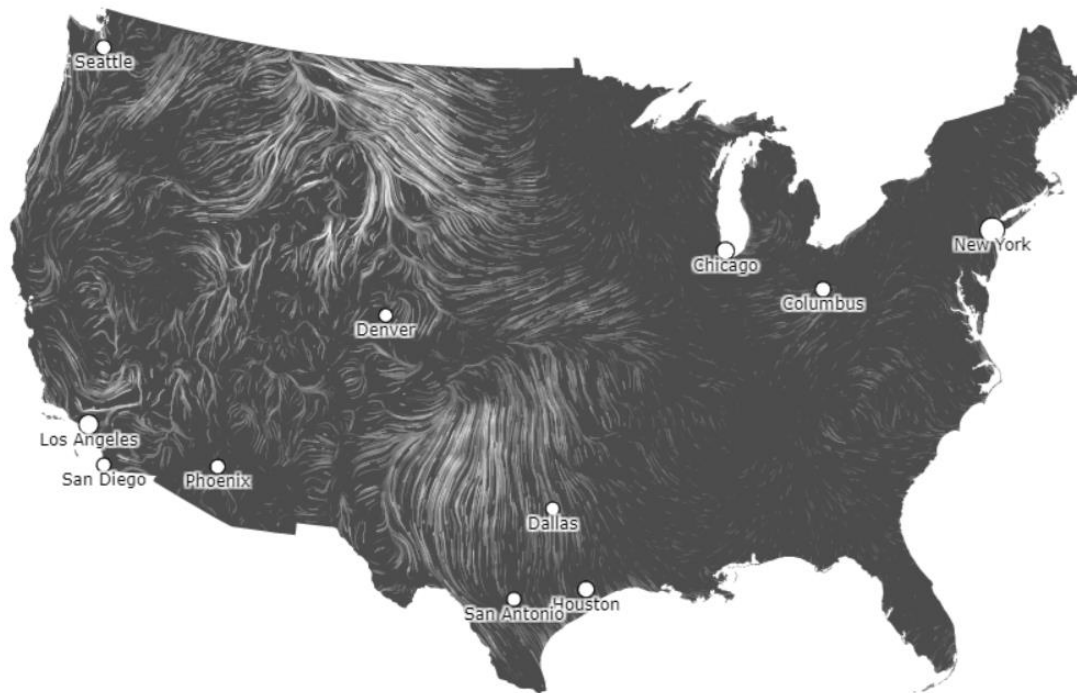 Seattle
New York
Chicago
Columbus
Denver
Los Angeles
San Diego
Phoenix
Dallas
San Antonio
Houston